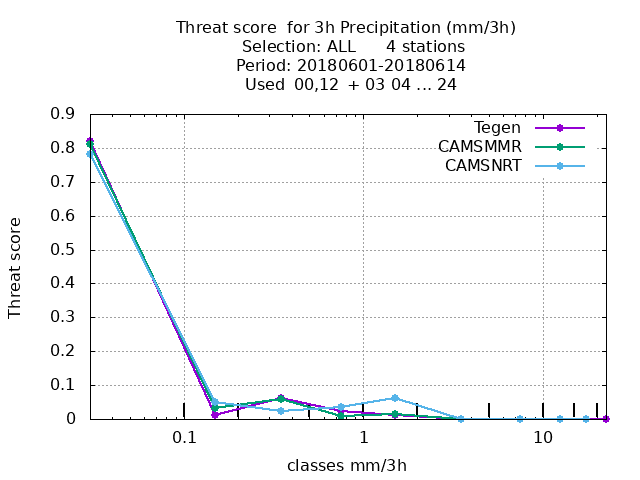 Threat score  for 3h Precipitation (mm/3h)
Selection: ALL      4 stations
Period: 20180601-20180614
Used  00,12  + 03 04 ... 24
Tegen
CAMSMMR
CAMSNRT
0.9
0.8
0.7
0.6
0.5
0.4
0.3
0.2
0.1
0
Threat score
0.1
1
10
classes mm/3h